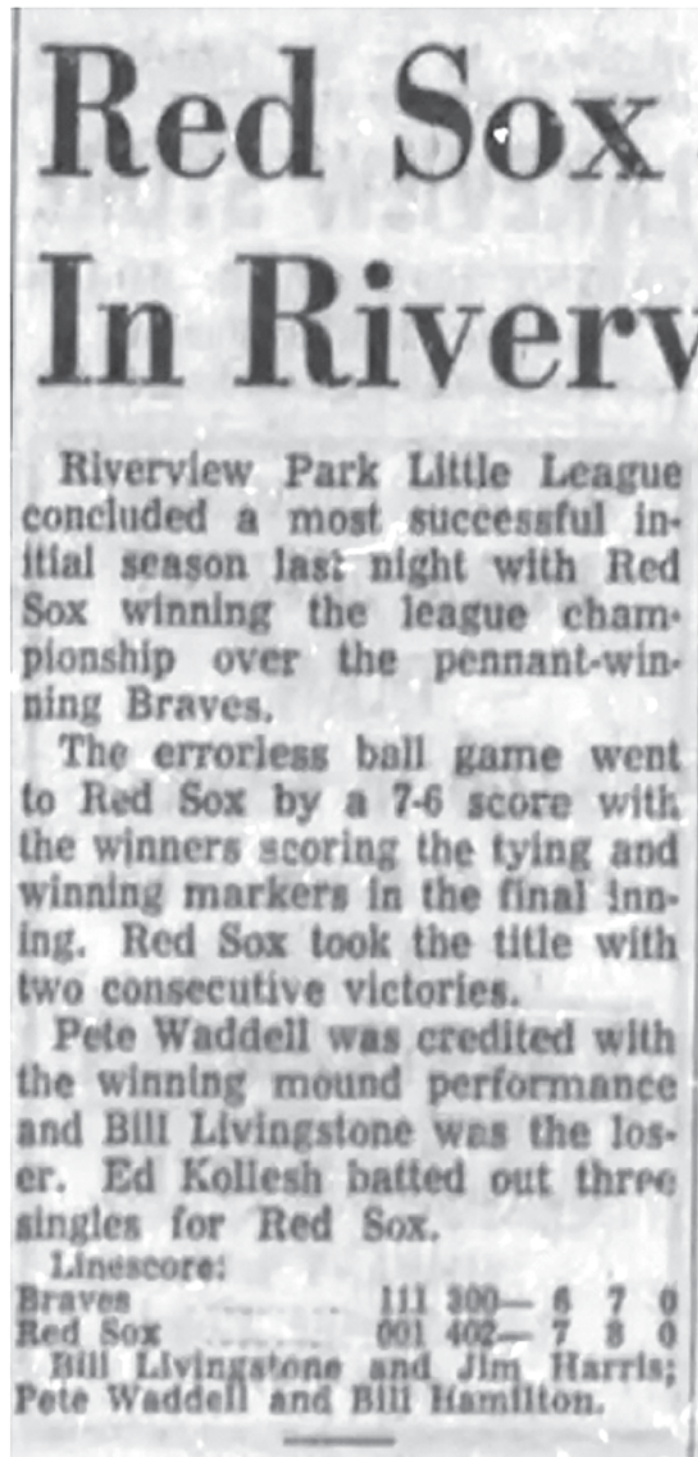 Red Sox
In Riverv
Riverview Park Little League
concluded a most successful in-
itial season last night with Red
Sox winning the league cham-
pionship over the pennant-win-
ning Braves.
The errorless ball game went
to Red Sox by a 7-6 score with
the winners scoring the tying and
winning markers in the final inn-
ing. Red Sox took the title with
two consecutive victories.
Pete Waddell was credited with
the winning mound performance
and Bill Livingstone was the los-
er. Ed Kollesh batted out three
singles for Red Sox.
Linescore:
Braves ........... 111 300— 6 7 0
Red Sox ........... 001 402— 7 8 0
Bill Livingstone and Jim Harris;
Pete Waddell and Bill Hamilton.